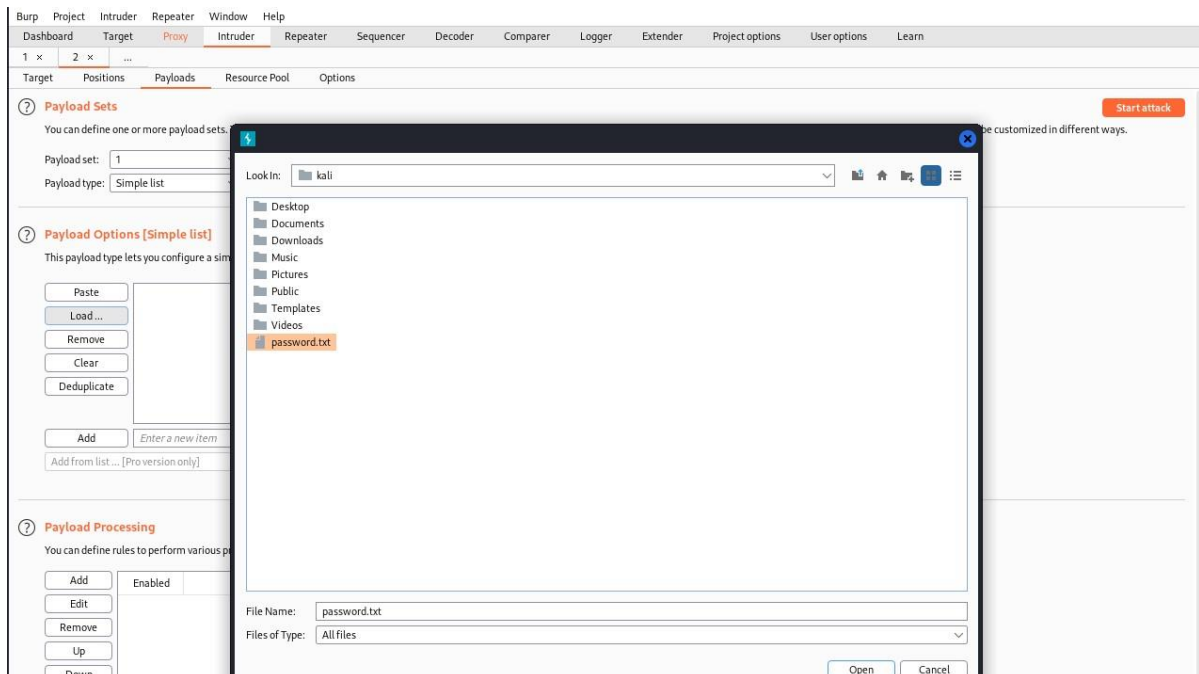 Burp Project Intruder Repeater Window Help
Dashboard Target Proxy Intruder Repeater Sequencer Decoder Comparer Logger Extender Project options User options Learn
1 × 2 × ...
Target Positions Payloads Resource Pool Options
? Payload Sets
Start attack
You can define one or more payload sets.
be customized in different ways.
Payload set: 1
Payload type: Simple list
? Payload Options [Simple list]
This payload type lets you configure a sim
Paste
Load ...
Remove
Clear
Deduplicate
Add Enter a new item
Add from list ... [Pro version only]
? Payload Processing
You can define rules to perform various p
Add Enabled
Edit
Remove
Up
Down
Look In: kali
Desktop
Documents
Downloads
Music
Pictures
Public
Templates
Videos
password.txt
File Name: password.txt
Files of Type: All files
Open Cancel